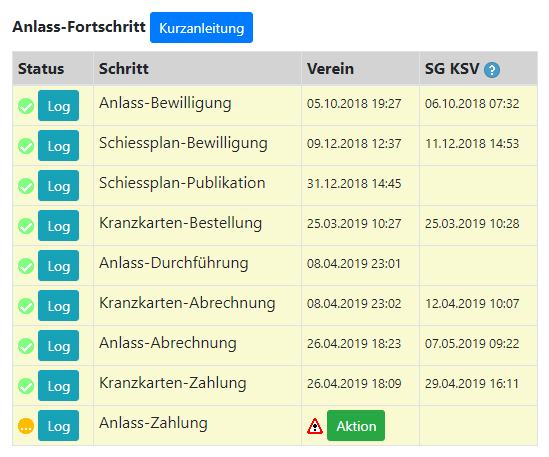 Anlass-Fortschritt Kurzanleitung
Status Schritt Verein SG KSV ?
Log Anlass-Bewilligung 05.10.2018 19:27 06.10.2018 07:32
Log Schiessplan-Bewilligung 09.12.2018 12:37 11.12.2018 14:53
Log Schiessplan-Publikation 31.12.2018 14:45
Log Kranzkarten-Bestellung 25.03.2019 10:27 25.03.2019 10:28
Log Anlass-Durchführung 08.04.2019 23:01
Log Kranzkarten-Abrechnung 08.04.2019 23:02 12.04.2019 10:07
Log Anlass-Abrechnung 26.04.2019 18:23 07.05.2019 09:22
Log Kranzkarten-Zahlung 26.04.2019 18:09 29.04.2019 16:11
Log Anlass-Zahlung Aktion